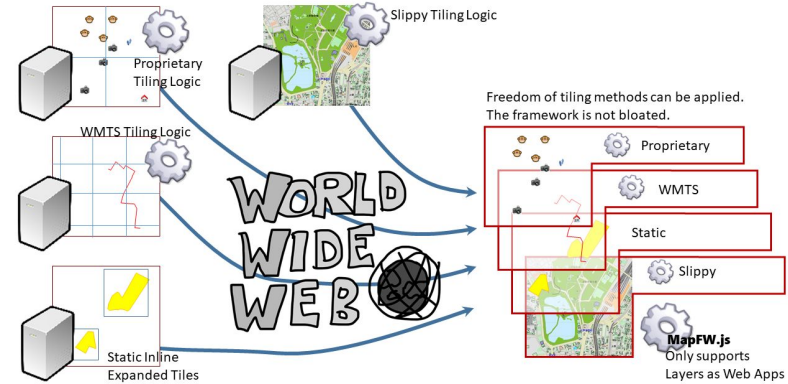 Slippy Tiling Logic
Proprietary
Tiling Logic
WMTS Tiling Logic
Static Inline
Expanded Tiles
WORLD
WIDE
WEB
Freedom of tiling methods can be applied.
The framework is not bloated.
Proprietary
WMTS
Static
Slippy
MapFW.js
Only supports
Layers as Web Apps